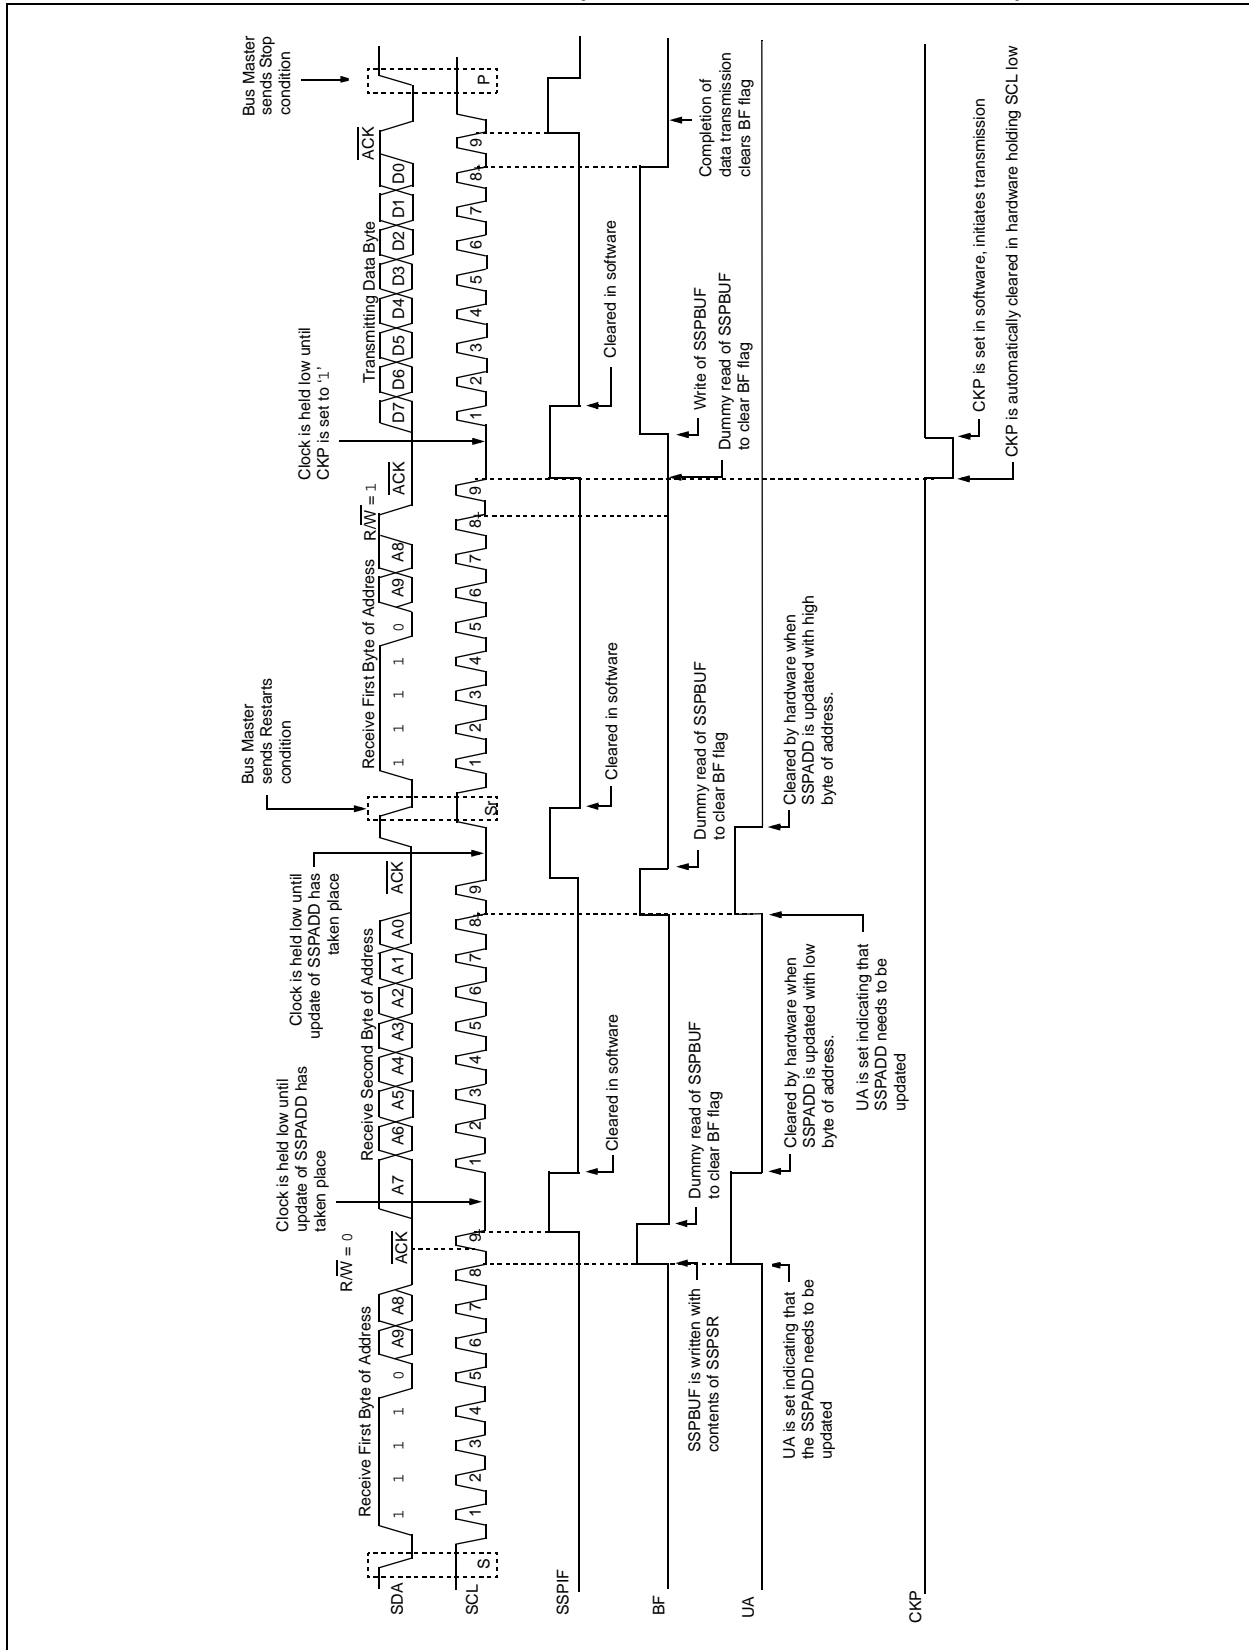 Bus Master
sends Restarts
condition
Bus Master
sends Stop
condition
Clock is held low until
update of SSPADD has
taken place
Clock is held low until
update of SSPADD has
taken place
Clock is held low until
CKP is set to ‘1’
R/W = 0
R/W = 1
Receive First Byte of Address
Receive Second Byte of Address
Receive First Byte of Address
Transmitting Data Byte
ACK
SDA 1 1 1 1 0 A9 A8 ACK A7 A6 A5 A4 A3 A2 A1 A0 ACK 1 1 1 1 0 A9 A8 ACK D7 D6 D5 D4 D3 D2 D1 D0
SCL S 1 2 3 4 5 6 7 8 9 1 2 3 4 5 6 7 8 9 Sr 1 2 3 4 5 6 7 8 9 1 2 3 4 5 6 7 8 9 P
SSPIF
Cleared in software
Cleared in software
Cleared in software
BF
SSPBUF is written with
contents of SSPSR
Dummy read of SSPBUF
to clear BF flag
Dummy read of SSPBUF
to clear BF flag
Write of SSPBUF
Dummy read of SSPBUF
to clear BF flag
Completion of
data transmission
clears BF flag
UA
UA is set indicating that
the SSPADD needs to be
updated
Cleared by hardware when
SSPADD is updated with low
byte of address.
UA is set indicating that
SSPADD needs to be
updated
Cleared by hardware when
SSPADD is updated with high
byte of address.
CKP
CKP is set in software, initiates transmission
CKP is automatically cleared in hardware holding SCL low